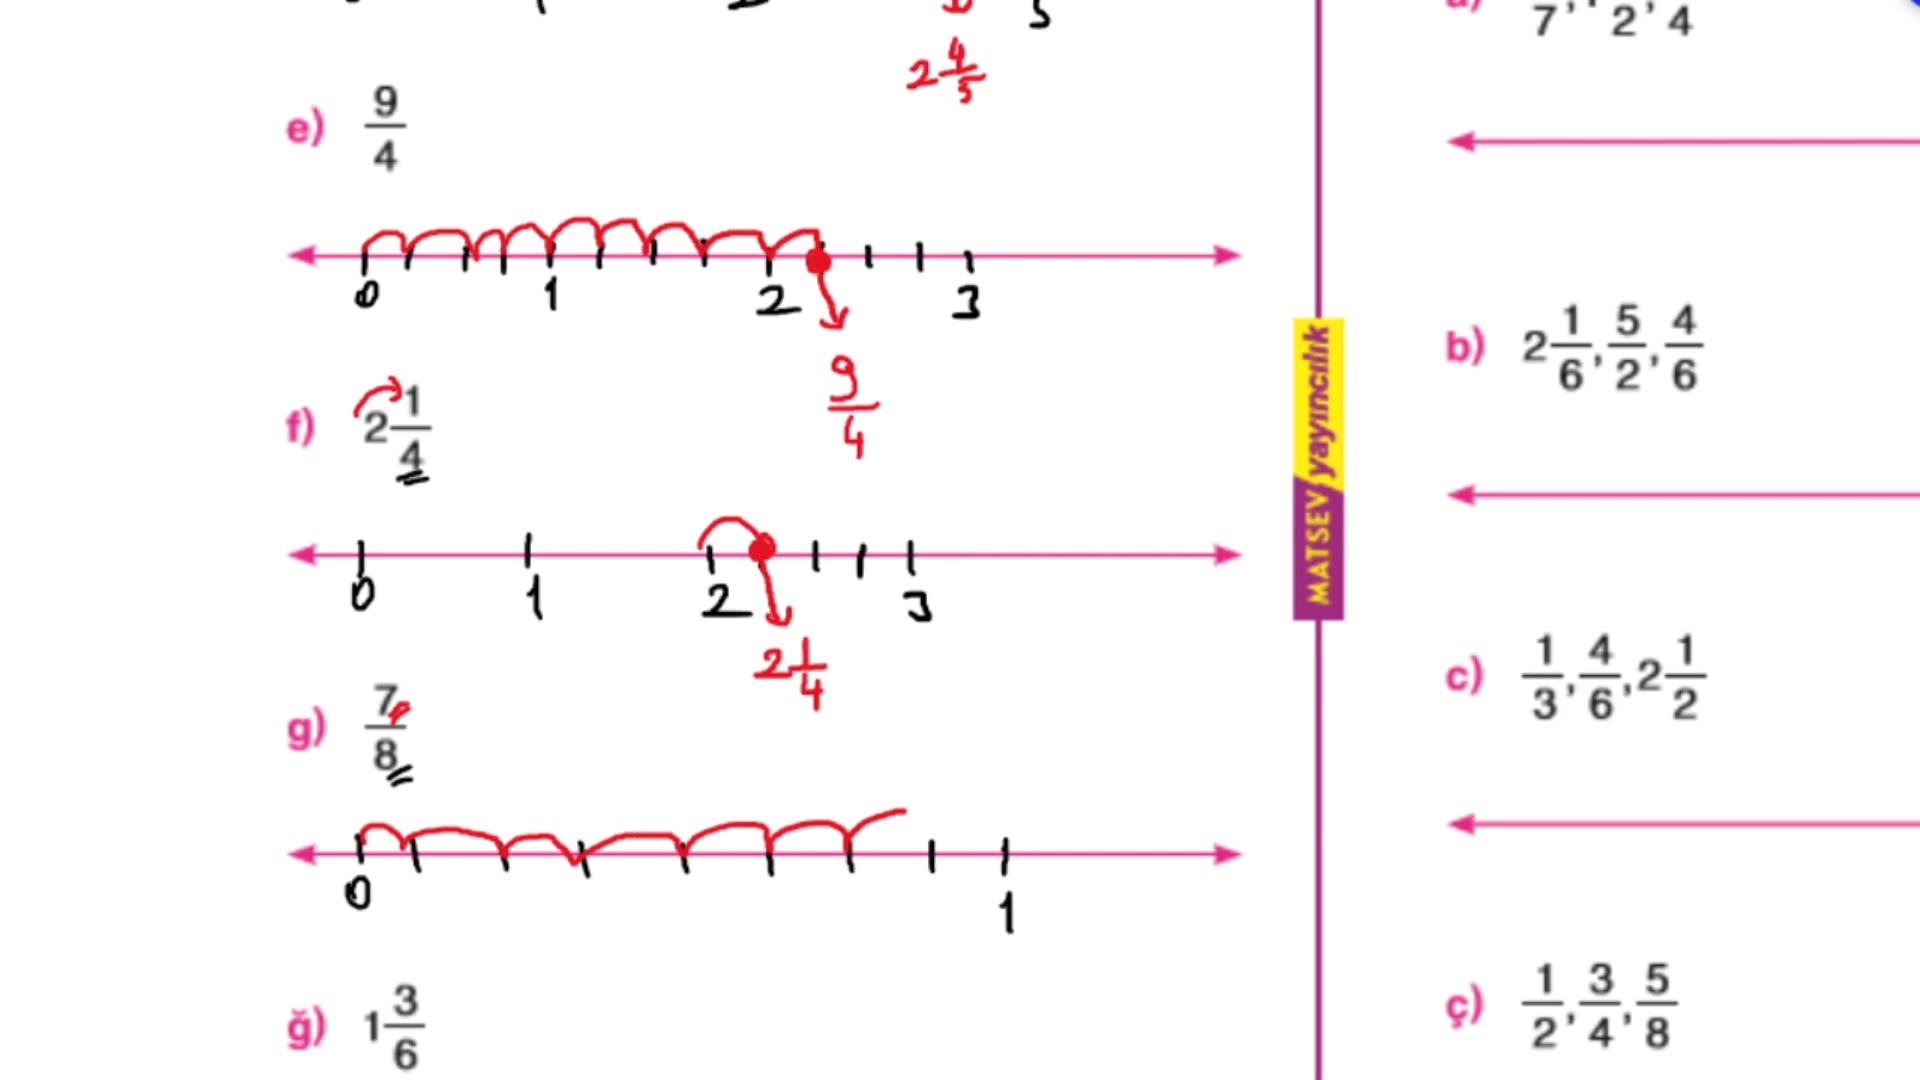 2 4/5
e) 9/4
0 1 2 3
9/4
f) 2 1/4
0 1 2 3
2 1/4
g) 7/8
0 1
ğ) 1 3/6
MATSEV yayıncılık
b) 2 1/6, 5/2, 4/6
c) 1/3, 4/6, 2 1/2
ç) 1/2, 3/4, 5/8